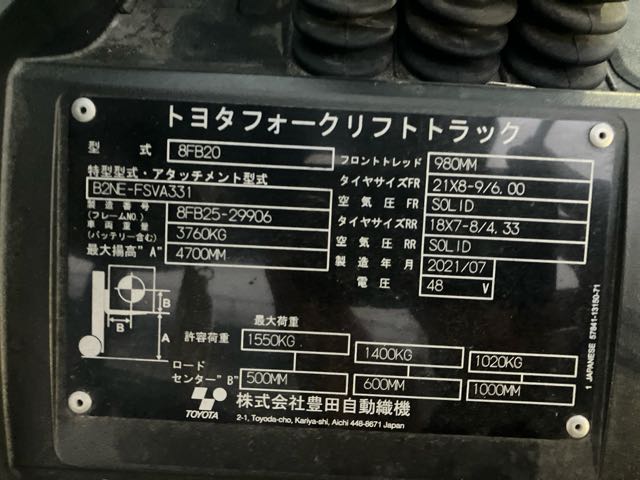 トヨタフォークリフトトラック
型式 8FB20
特型型式・アタッチメント型式
B2NE-FSVA331
製造番号
(フレームNO.) 8FB25-29906
車両重量
(バッテリー含む) 3760KG
最大揚高"A" 4700MM
フロントトレッド 980MM
タイヤサイズFR 21X8-9/6.00
空気圧FR SOLID
タイヤサイズRR 18X7-8/4.33
空気圧RR SOLID
製造年月 2021/07
電圧 48 V
B
B
A
最大荷重
許容荷重 1550KG 1400KG 1020KG
ロード
センター"B" 500MM 600MM 1000MM
TOYOTA
株式会社豊田自動織機
2-1, Toyoda-cho, Kariya-shi, Aichi 448-8671 Japan
1 JAPANESE 57841-13150-71